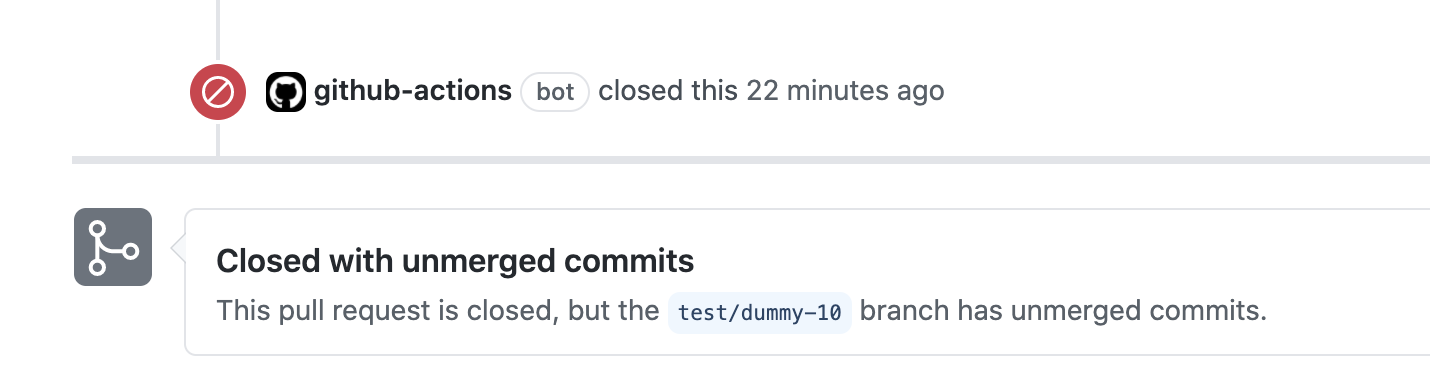 github-actions bot closed this 22 minutes ago
Closed with unmerged commits
This pull request is closed, but the test/dummy-10 branch has unmerged commits.